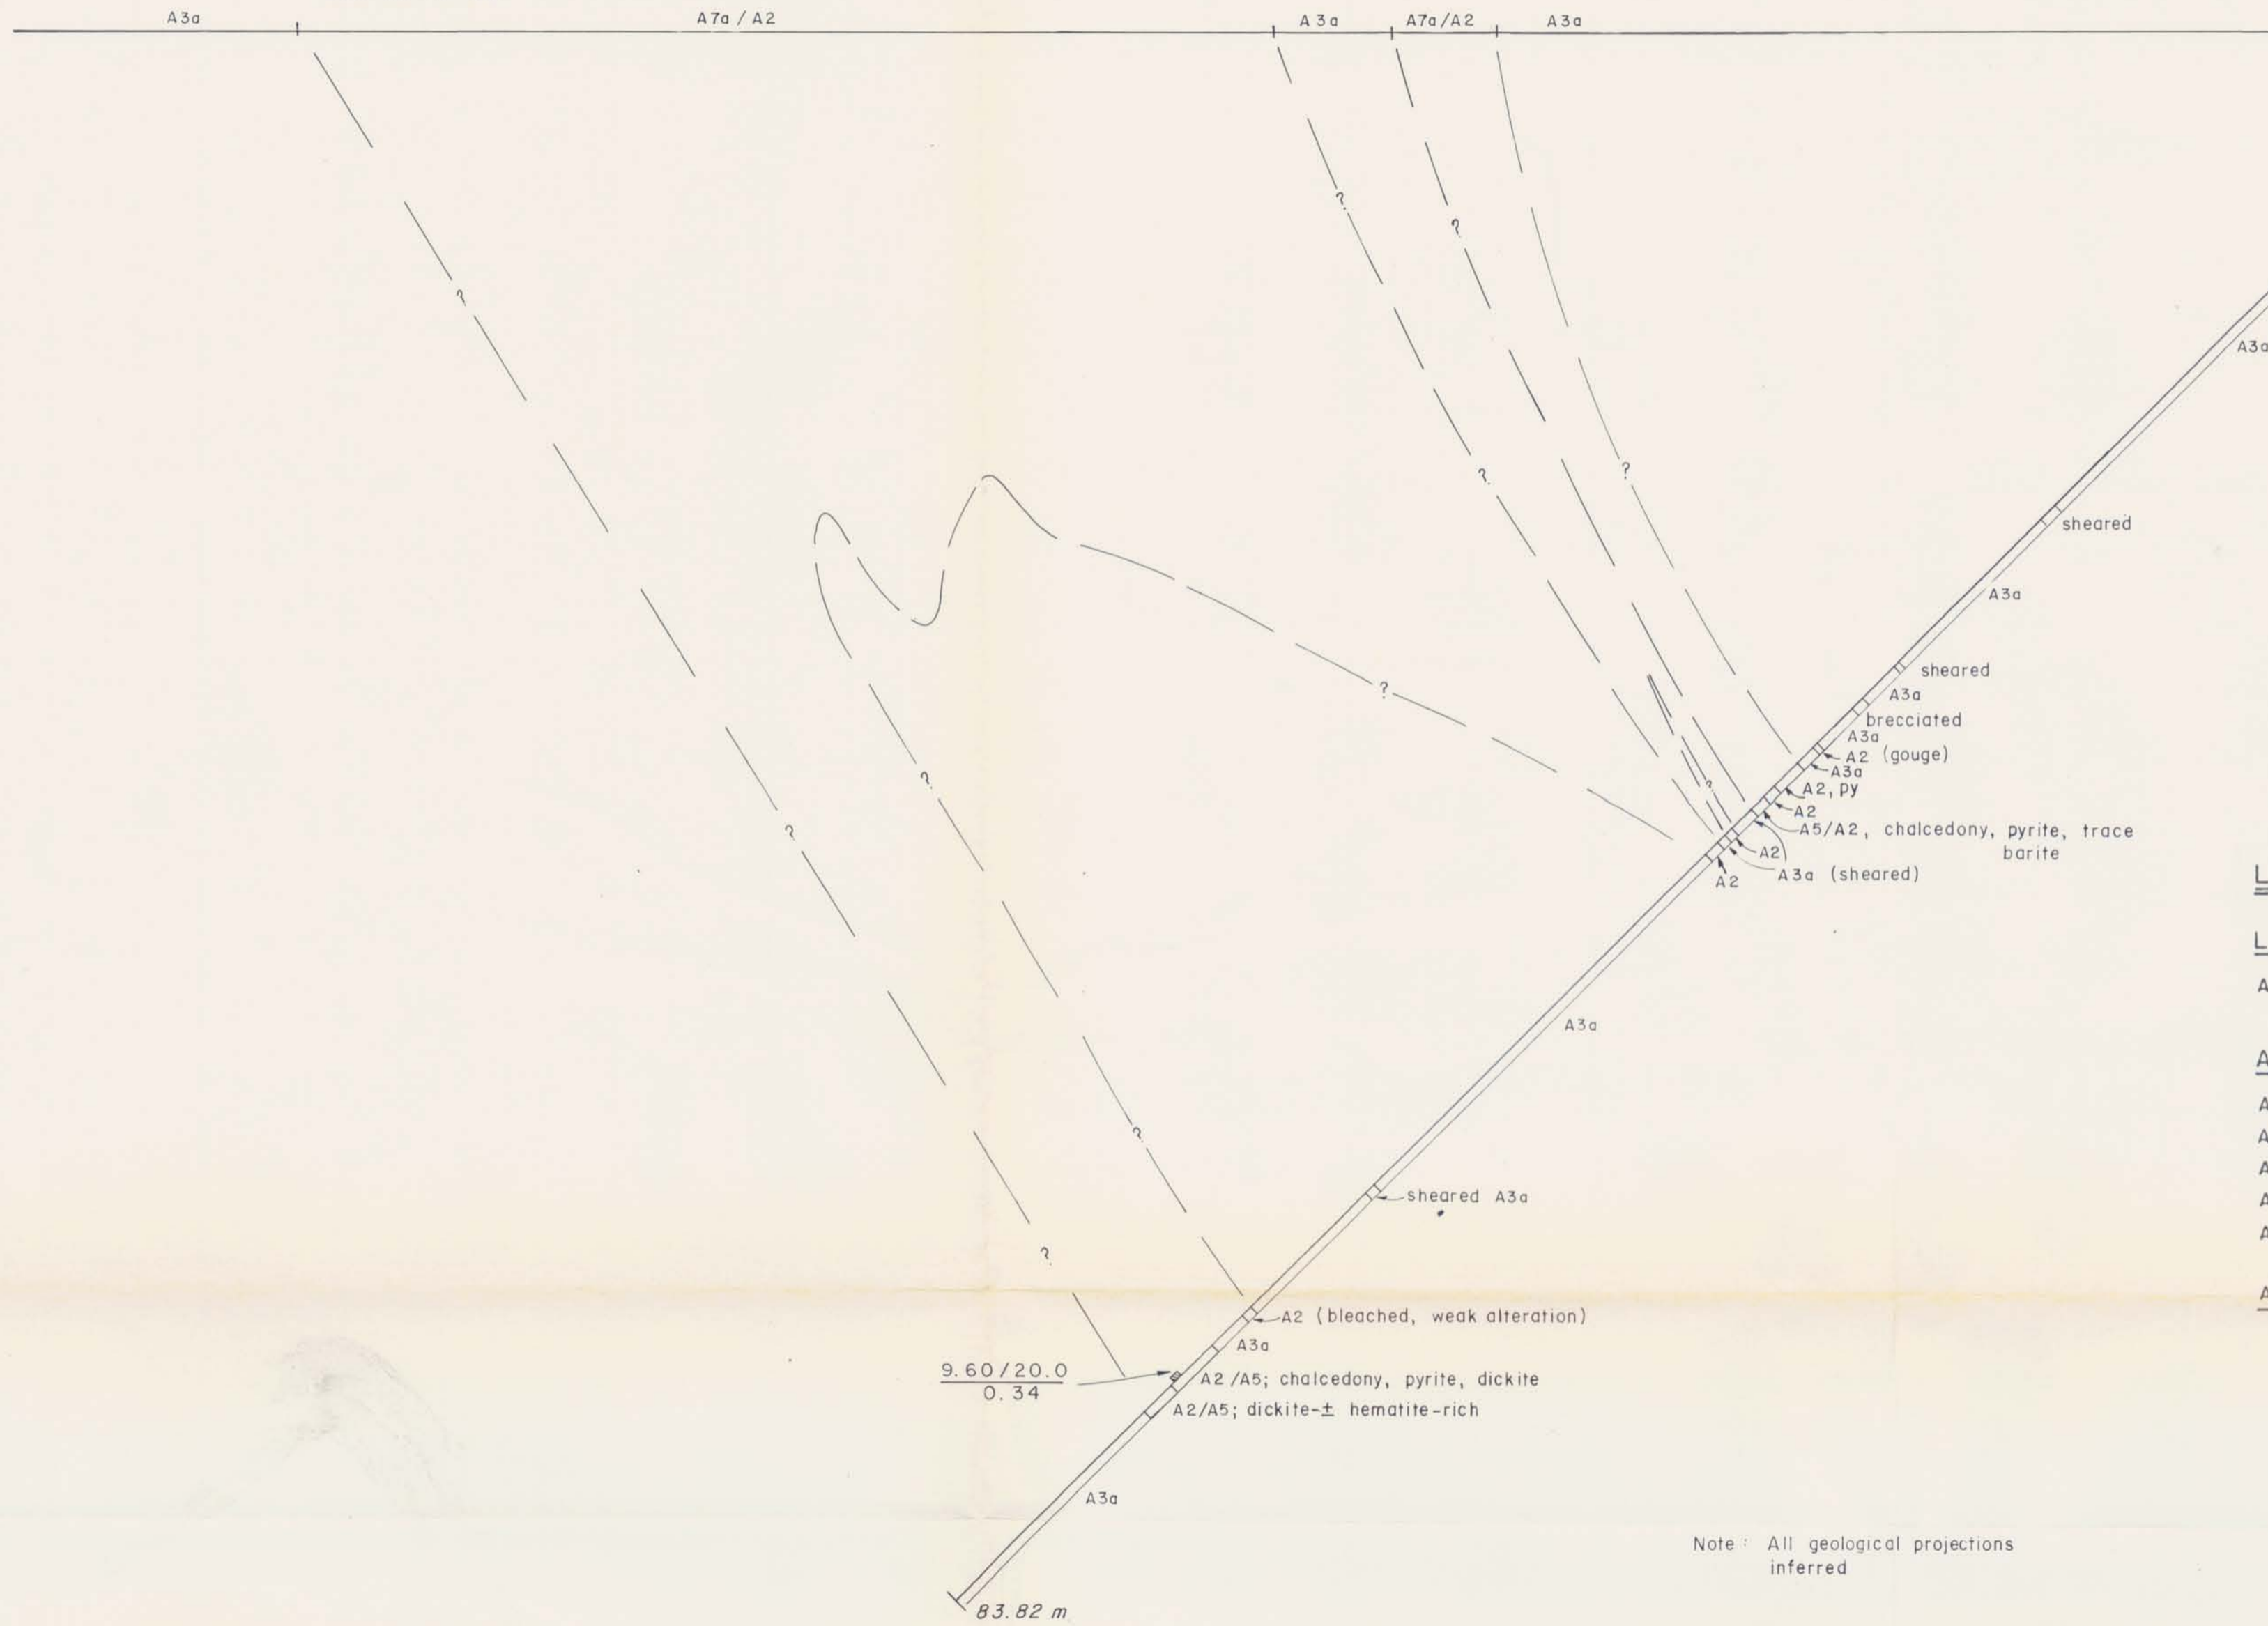 A3a A7a / A2 A3a A7a/A2 A3a
?
?
?
?
?
A3a
sheared
A3a
?
sheared
A3a
brecciated
A3a
A2 (gouge)
A3a
?
?
A2, py
A2
A5/A2, chalcedony, pyrite, trace
barite
?
A2
A3a (sheared)
A2
L
L
A
A3a
A
A
A
A
A
A
?
sheared A3a
?
A
A2 (bleached, weak alteration)
A3a
9.60/20.0
0.34
A2/A5; chalcedony, pyrite, dickite
A2/A5; dickite-± hematite-rich
A3a
Note: All geological projections
inferred
83.82 m